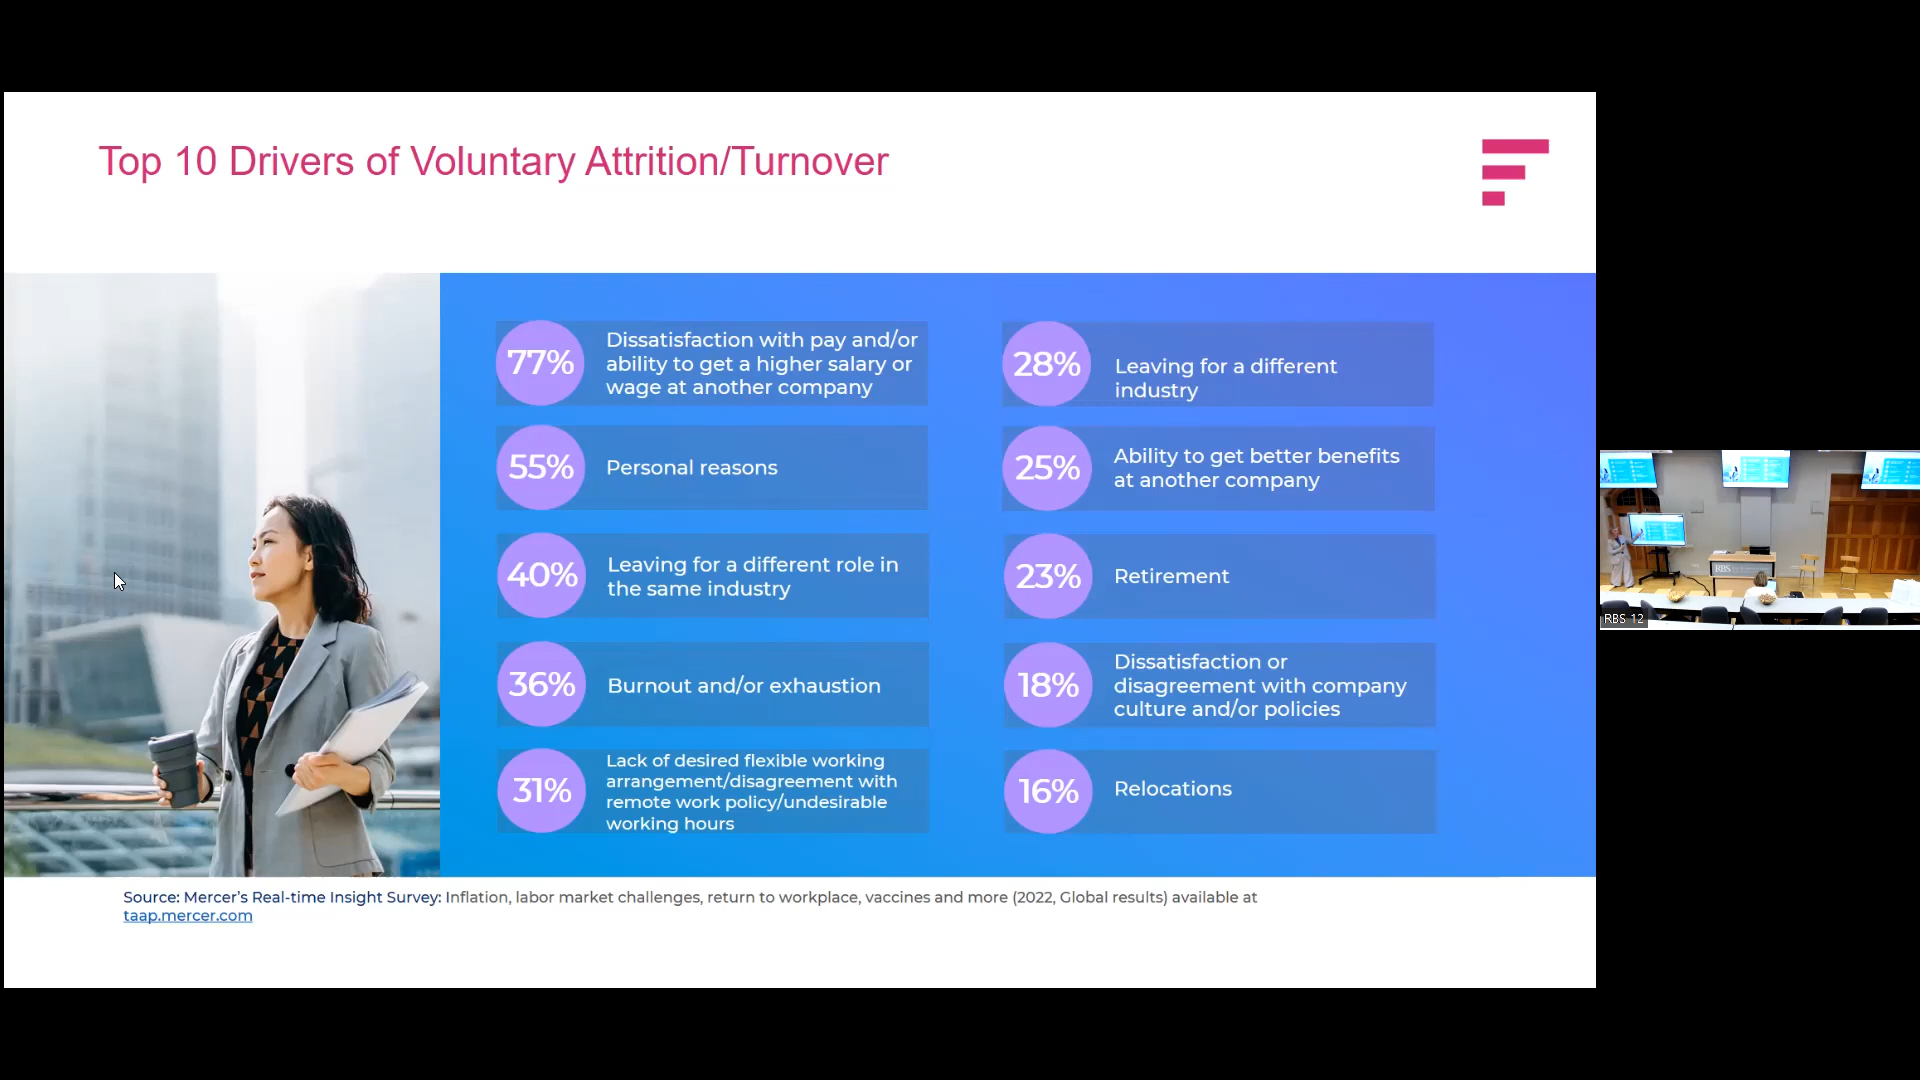 Top 10 Drivers of Voluntary Attrition/Turnover
77%
Dissatisfaction with pay and/or
ability to get a higher salary or
wage at another company
55%
Personal reasons
40%
Leaving for a different role in
the same industry
36%
Burnout and/or exhaustion
31%
Lack of desired flexible working
arrangement/disagreement with
remote work policy/undesirable
working hours
28%
Leaving for a different
industry
25%
Ability to get better benefits
at another company
23%
Retirement
18%
Dissatisfaction or
disagreement with company
culture and/or policies
16%
Relocations
Source: Mercer's Real-time Insight Survey: Inflation, labor market challenges, return to workplace, vaccines and more (2022, Global results) available at
taap.mercer.com
RBS
RBS 12